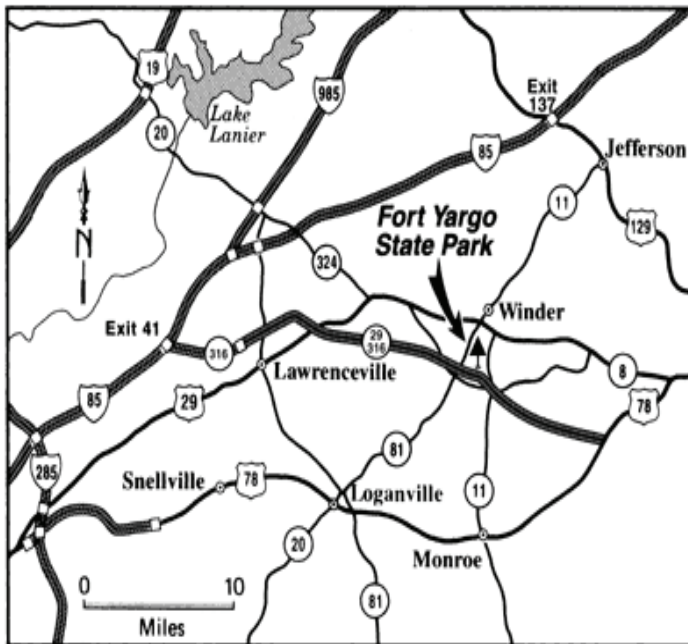 19
Lake
Lanier
985
Exit
137
20
85
Jefferson
11
Fort Yargo
State Park
129
324
N
Winder
Exit 41
316
29
316
Lawrenceville
8
85
29
78
81
285
Snellville
78
Loganville
11
20
Monroe
81
0
10
Miles